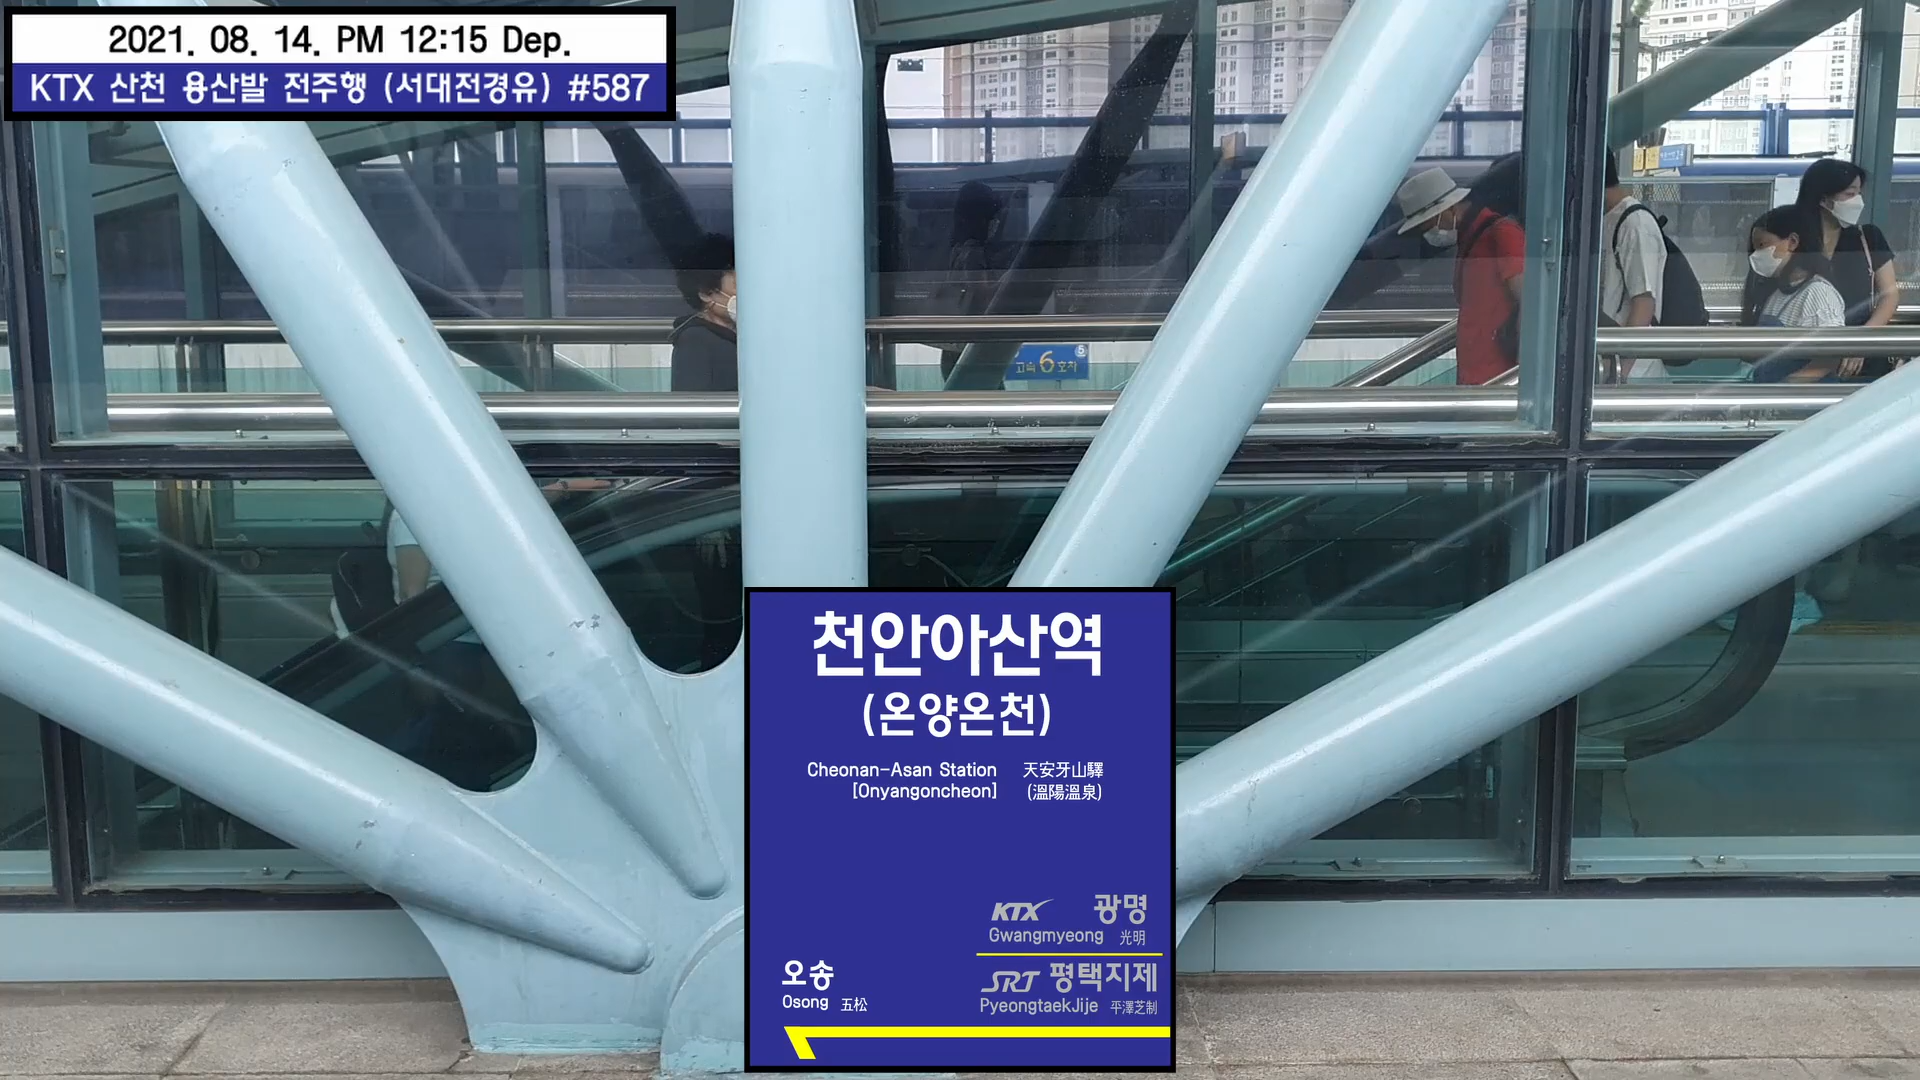 2021. 08. 14. PM 12:15 Dep.
KTX 산천 용산발 전주행 (서대전경유) #587
고속 6 호차 5
천안아산역
(온양온천)
Cheonan-Asan Station 天安牙山驛
[Onyangoncheon] (溫陽溫泉)
KTX 광명
Gwangmyeong 光明
오송
Osong 五松
SRT 평택지제
PyeongtaekJije 平澤芝制